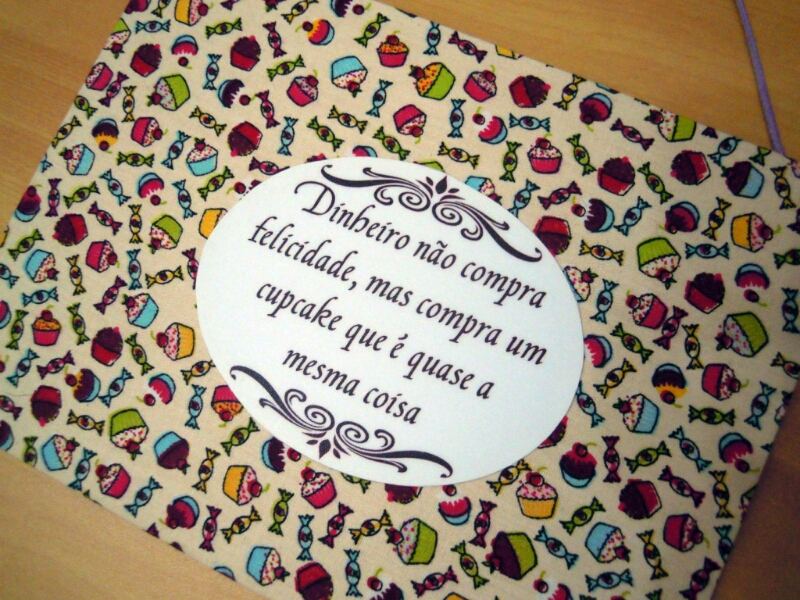 Dinheiro não compra
felicidade, mas compra um
cupcake que é quase a
mesma coisa